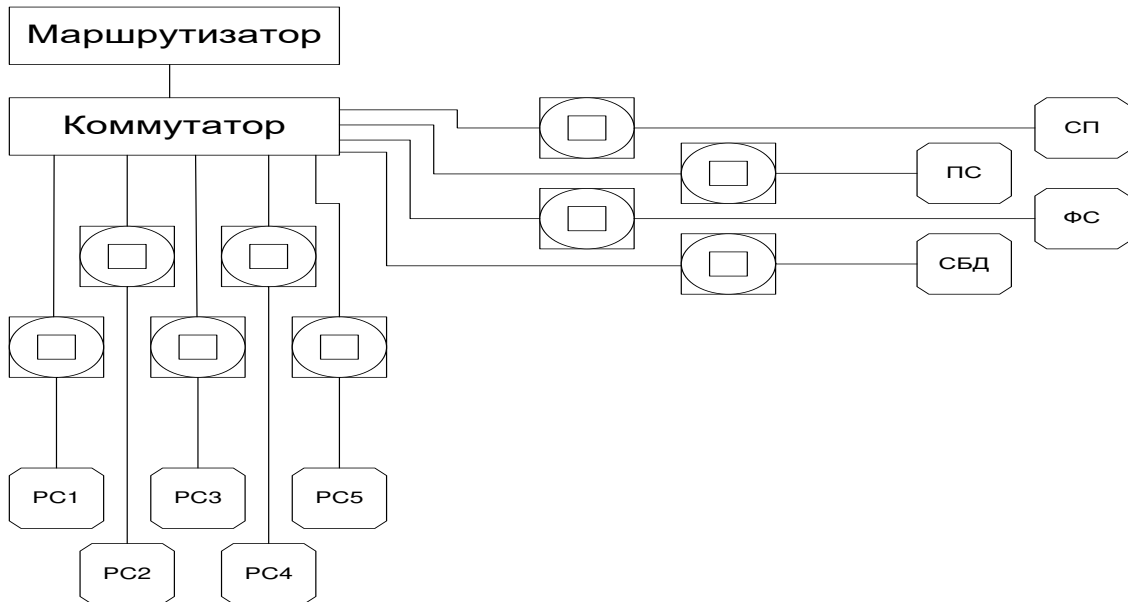 Маршрутизатор
Коммутатор
СП
ПС
ФС
СБД
РС1
РС3
РС5
РС2
РС4